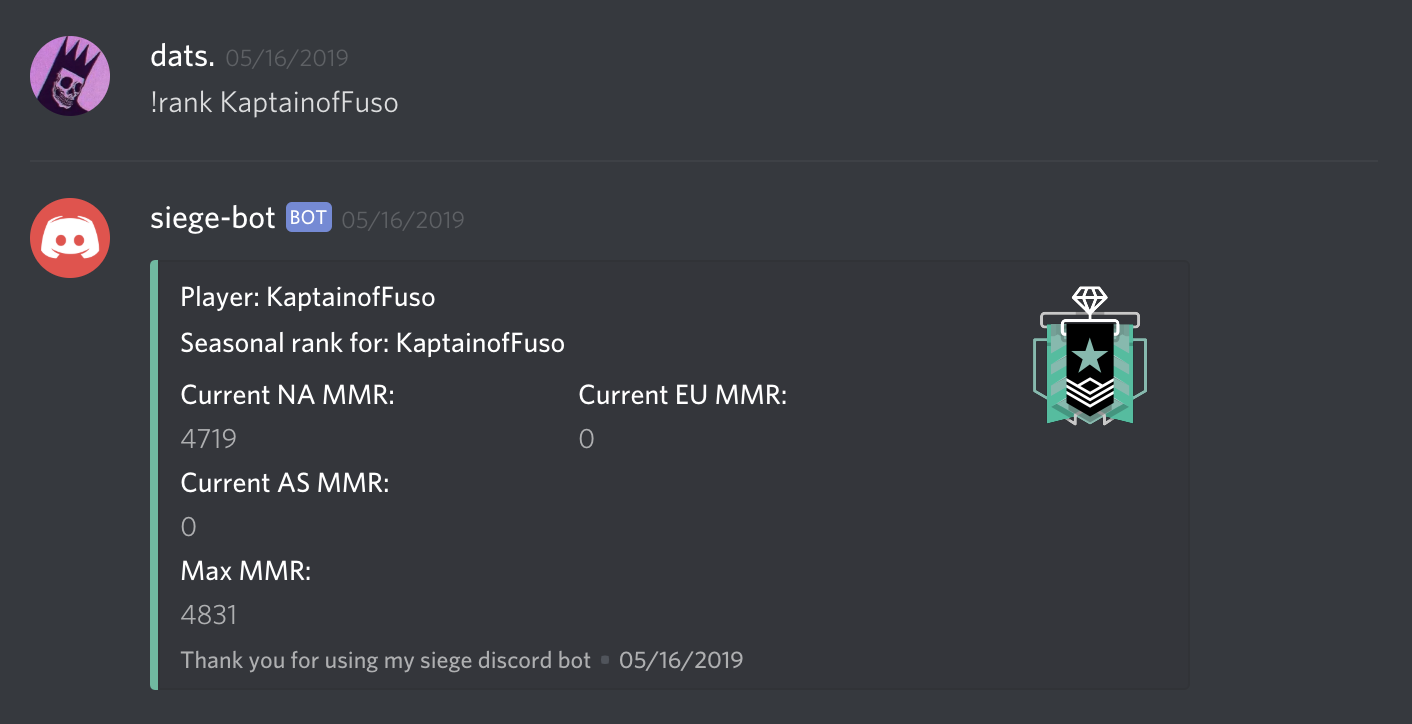 dats. 05/16/2019
!rank KaptainofFuso
siege-bot BOT 05/16/2019
Player: KaptainofFuso
Seasonal rank for: KaptainofFuso
Current NA MMR: Current EU MMR:
4719 0
Current AS MMR:
0
Max MMR:
4831
Thank you for using my siege discord bot • 05/16/2019